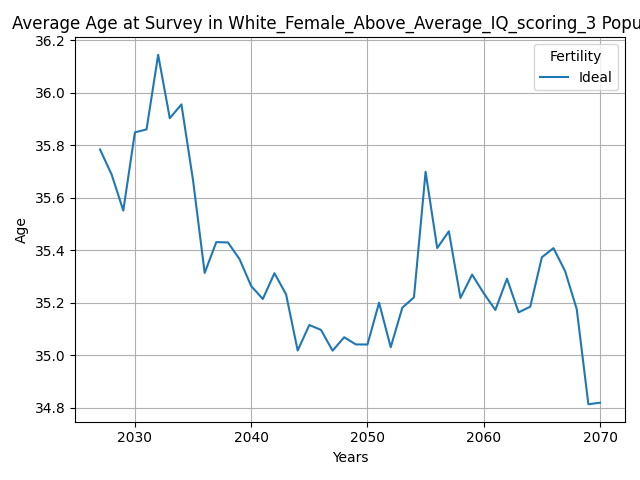 Average Age at Survey in White_Female_Above_Average_IQ_scoring_3 Popu
36.2
36.0
35.8
35.6
35.4
35.2
35.0
34.8
Age
Fertility
Ideal
2030 2040 2050 2060 2070
Years